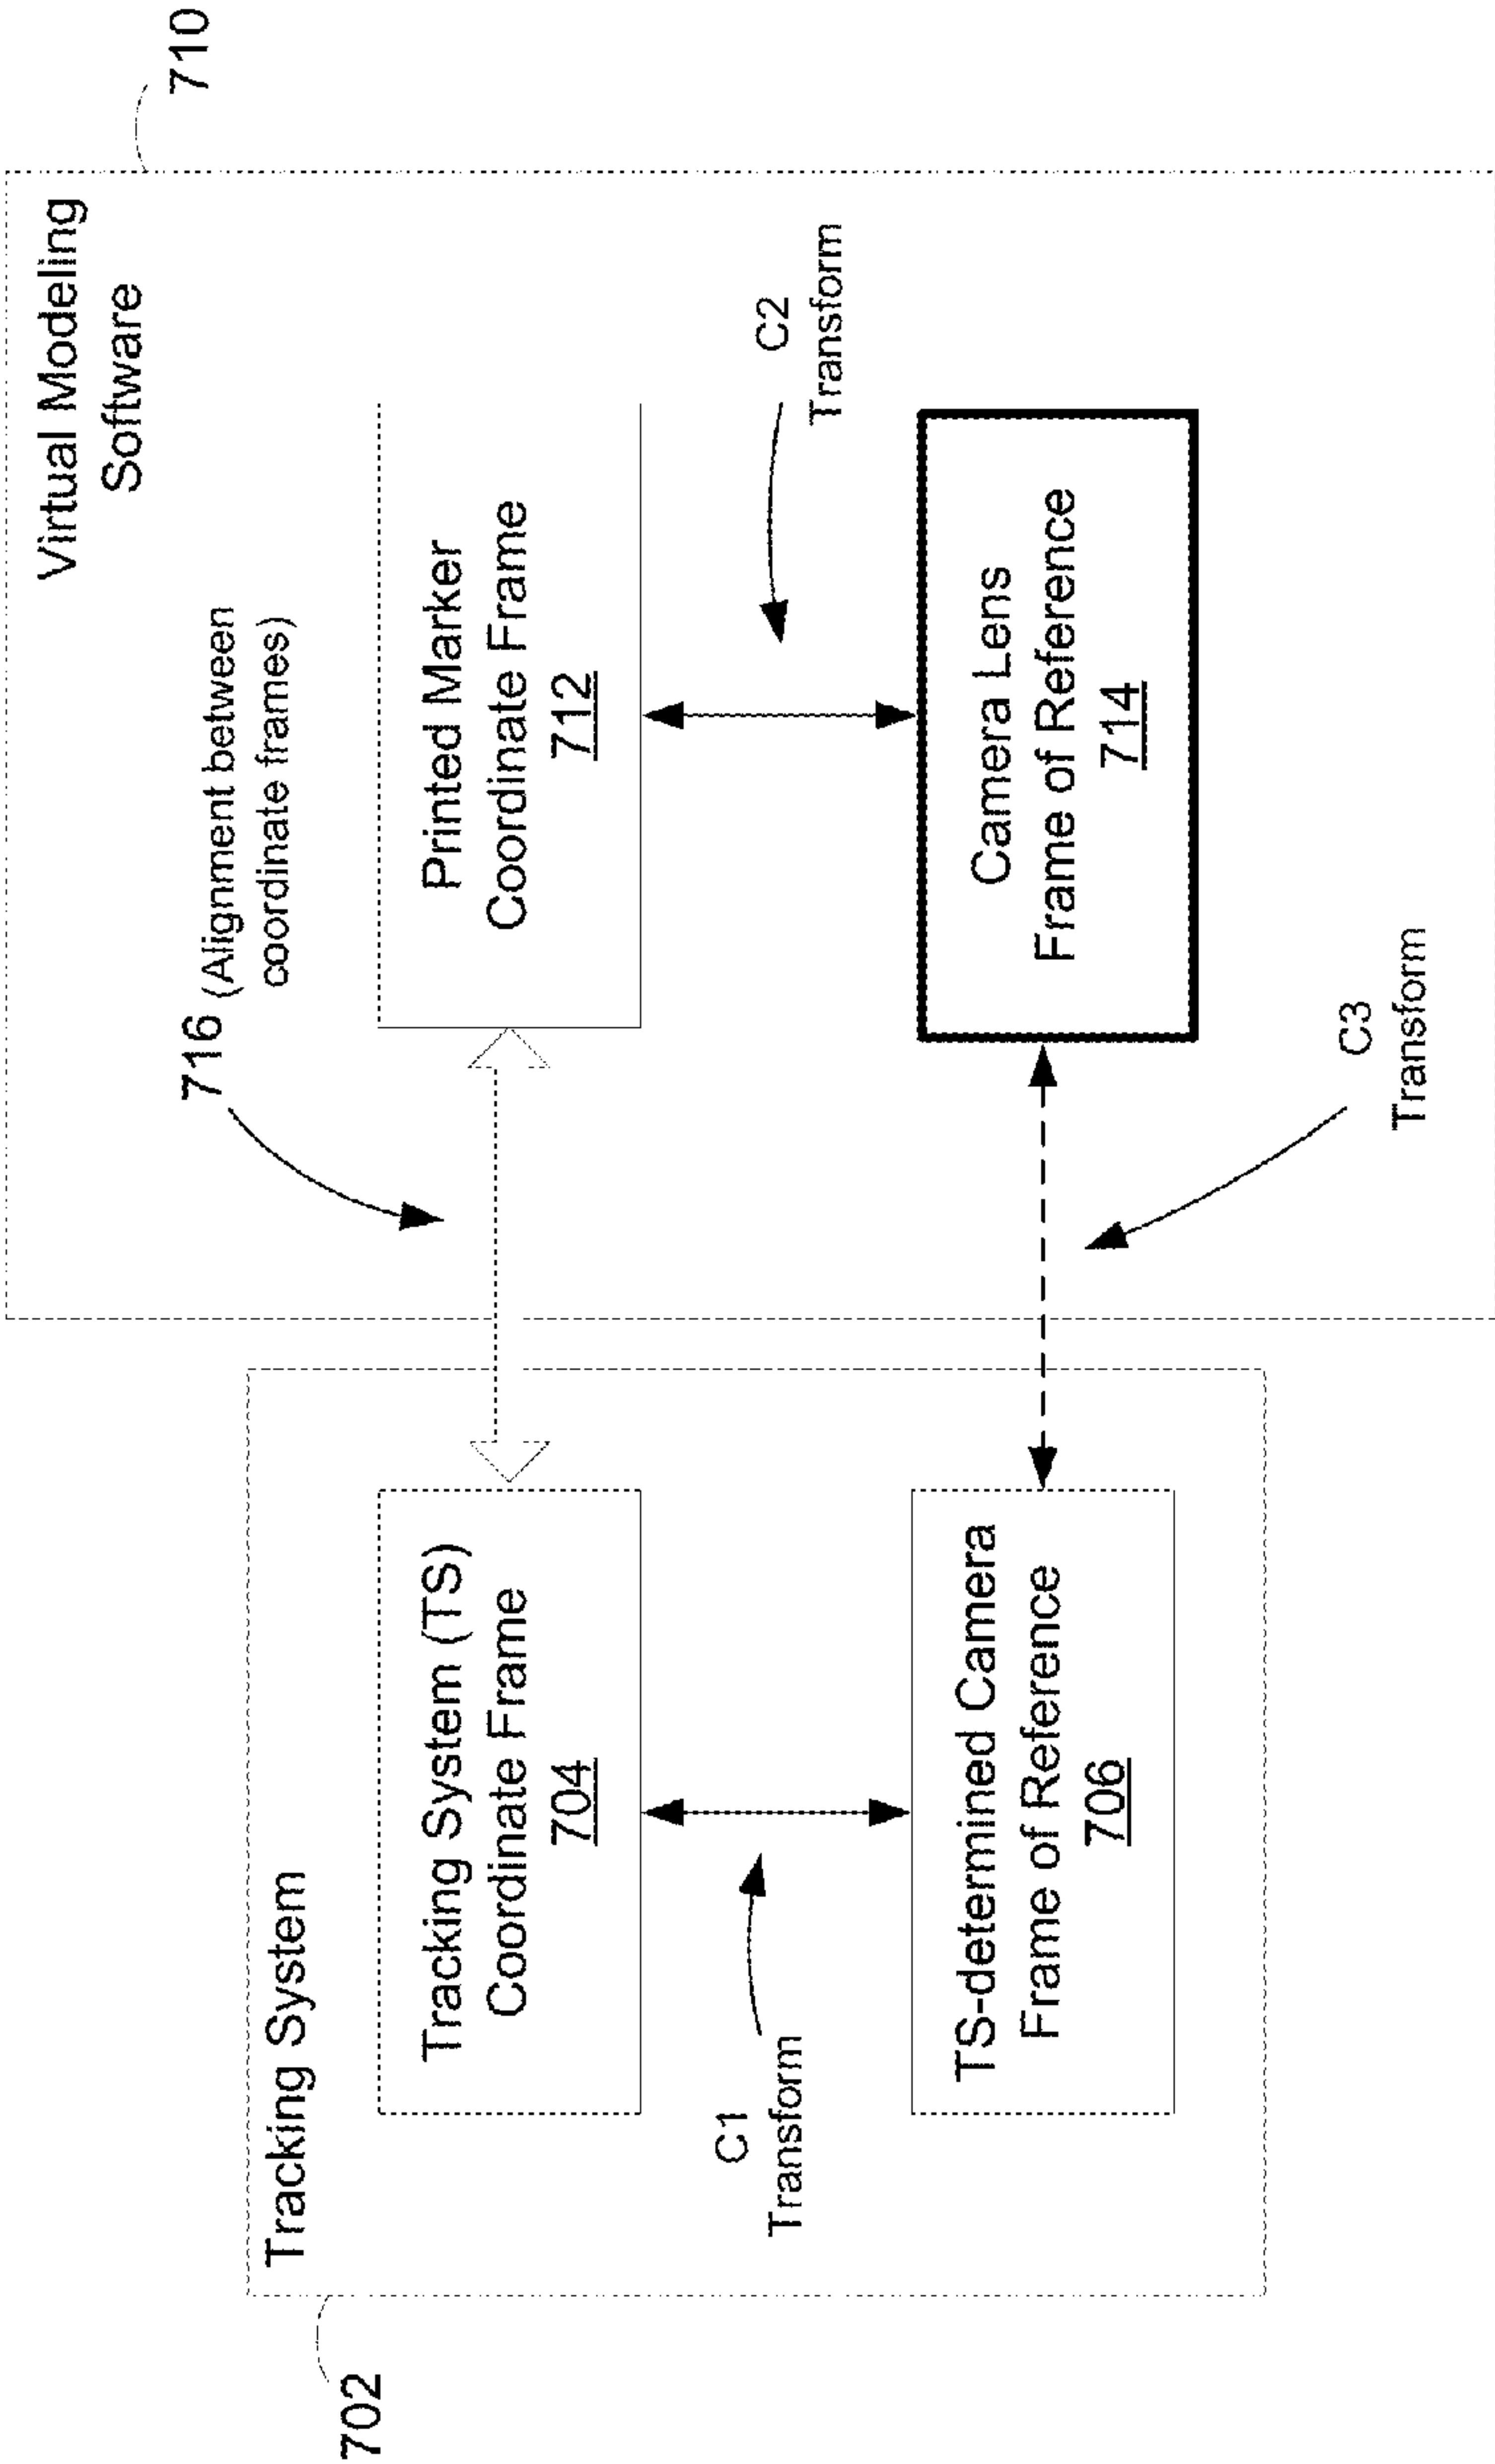 Tracking System
702
Tracking System (TS)
Coordinate Frame
704
C1
Transform
TS-determined Camera
Frame of Reference
706
716 (Alignment between
coordinate frames)
Virtual Modeling
Software
710
Printed Marker
Coordinate Frame
712
C2
Transform
Camera Lens
Frame of Reference
714
C3
Transform